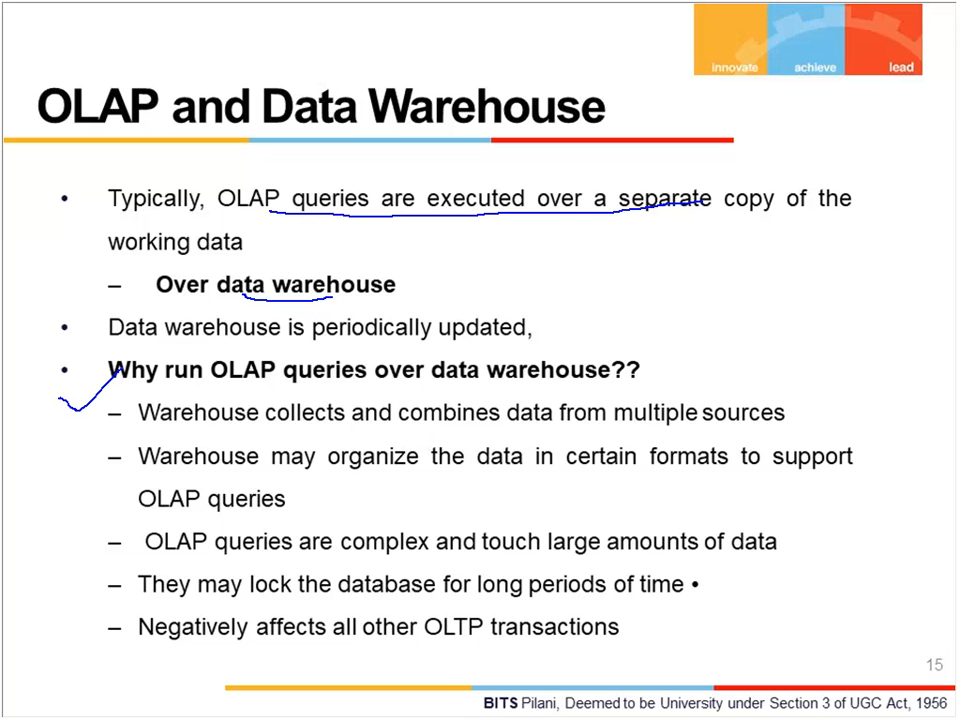 innovate achieve lead
OLAP and Data Warehouse
• Typically, OLAP queries are executed over a separate copy of the
working data
– Over data warehouse
• Data warehouse is periodically updated,
• Why run OLAP queries over data warehouse??
– Warehouse collects and combines data from multiple sources
– Warehouse may organize the data in certain formats to support
OLAP queries
– OLAP queries are complex and touch large amounts of data
– They may lock the database for long periods of time •
– Negatively affects all other OLTP transactions
15
BITS Pilani, Deemed to be University under Section 3 of UGC Act, 1956